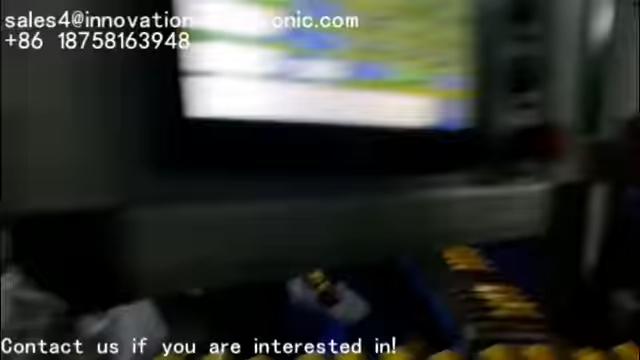 sales4@innovation onic.com
+86 18758163948
Contact us if you are interested in!